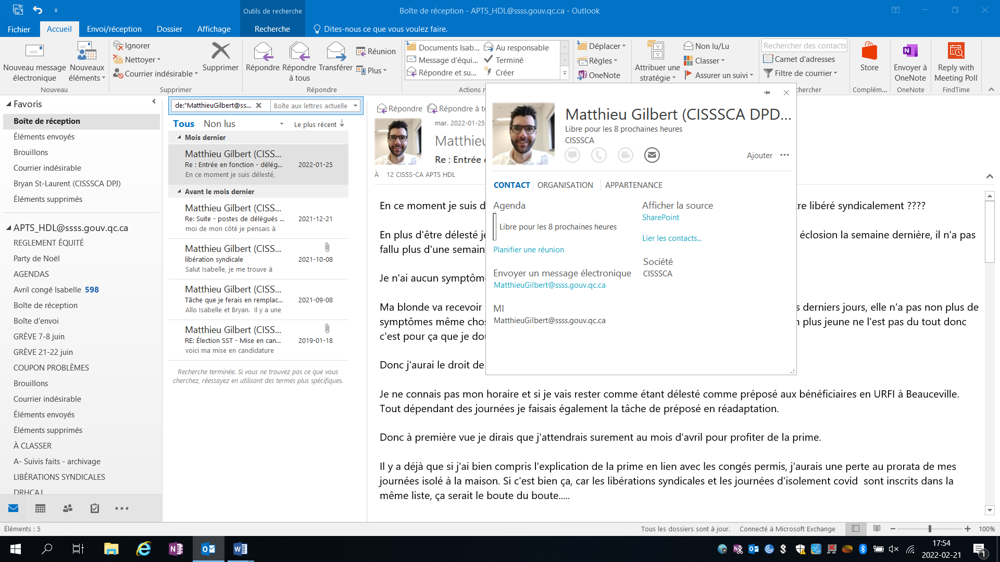 Outils de recherche
Boîte de réception - APTS_HDL@ssss.gouv.qc.ca - Outlook
Fichier
Accueil
Envoi/réception
Dossier
Affichage
Recherche
Dites-nous ce que vous voulez faire.
Nouveau message électronique
Nouveaux éléments
Nouveau
Ignorer
Nettoyer
Courrier indésirable
Supprimer
Supprimer
Répondre
Répondre à tous
Transférer
Réunion
Plus
Répondre
Documents Isab...
Message d'équi...
Répondre et su...
Au responsable
Terminé
Créer
Actions r
Déplacer
Règles
OneNote
Attribuer une stratégie
Non lu/Lu
Classer
Assurer un suivi
Rechercher des contacts
Carnet d'adresses
Filtre de courrier
hercher
Store
Complém...
Envoyer à OneNote
OneNote
Reply with Meeting Poll
FindTime
Favoris
Boîte de réception
Éléments envoyés
Brouillons
Courrier indésirable
Bryan St-Laurent (CISSSCA DPJ)
Éléments supprimés
APTS_HDL@ssss.gouv.qc.ca
REGLEMENT ÉQUITÉ
Party de Noël
AGENDAS
Avril congé Isabelle 598
Boîte de réception
Boîte d'envoi
GRÈVE 7-8 juin
GRÈVE 21-22 juin
COUPON PROBLÈMES
Brouillons
Courrier indésirable
Éléments envoyés
Éléments supprimés
À CLASSER
A- Suivis faits - archivage
LIBÉRATIONS SYNDICALES
DRHCAJ
de:"MatthieuGilbert@ss...
Boîte aux lettres actuelle
Tous Non lus
Le plus récent
Mois dernier
Matthieu Gilbert (CISS...
Re : Entrée en fonction - délég... 2022-01-25
En ce moment je suis délesté,
Avant le mois dernier
Matthieu Gilbert (CISS...
Re: Suite - postes de délégués ... 2021-12-21
moi de mon côté je pensais à
Matthieu Gilbert (CISS...
libération syndicale 2021-10-08
Salut Isabelle, je me trouve à
Matthieu Gilbert (CISS...
Tâche que je ferais en remplac... 2021-09-08
Allo Isabelle et Bryan. Il y a une
Matthieu Gilbert (CISS...
RE: Élection SST - Mise en can... 2019-01-18
voici ma mise en candidature
Recherche terminée. Si vous ne trouvez pas ce que vous
cherchez, réessayez en utilisant des termes plus spécifiques.
Répondre
Répondre à to
mar. 2022-01-25
Matthieu
Re : Entrée
À 12 CISSS-CA APTS HDL
Matthieu Gilbert (CISSSCA DPD...
Libre pour les 8 prochaines heures
CISSSCA
Ajouter
CONTACT
ORGANISATION
APPARTENANCE
Agenda
Libre pour les 8 prochaines heures
Planifier une réunion
Envoyer un message électronique
MatthieuGilbert@ssss.gouv.qc.ca
MI
MatthieuGilbert@ssss.gouv.qc.ca
Afficher la source
SharePoint
Lier les contacts...
Société
CISSSCA
En ce moment je suis d re libéré syndicalement ????
En plus d'être délesté je éclosion la semaine dernière, il n'a pas
fallu plus d'une semain
Je n'ai aucun symptôm
Ma blonde va recevoir s derniers jours, elle n'a pas non plus de
symptômes même chos n plus jeune ne l'est pas du tout donc
c'est pour ça que je dou
Donc j'aurai le droit de
Je ne connais pas mon horaire et si je vais rester comme étant délesté comme préposé aux bénéficiaires en URFI à Beauceville.
Tout dépendant des journées je faisais également la tâche de préposé en réadaptation.
Donc à première vue je dirais que j'attendrais surement au mois d'avril pour profiter de la prime.
Il y a déjà que si j'ai bien compris l'explication de la prime en lien avec les congés permis, j'aurais une perte au prorata de mes
journées isolé à la maison. Si c'est bien ça, car les libérations syndicales et les journées d'isolement covid sont inscrits dans la
même liste, ça serait le boute du boute.....
Éléments : 5
Tous les dossiers sont à jour.
Connecté à Microsoft Exchange
100%
17:54
2022-02-21
1